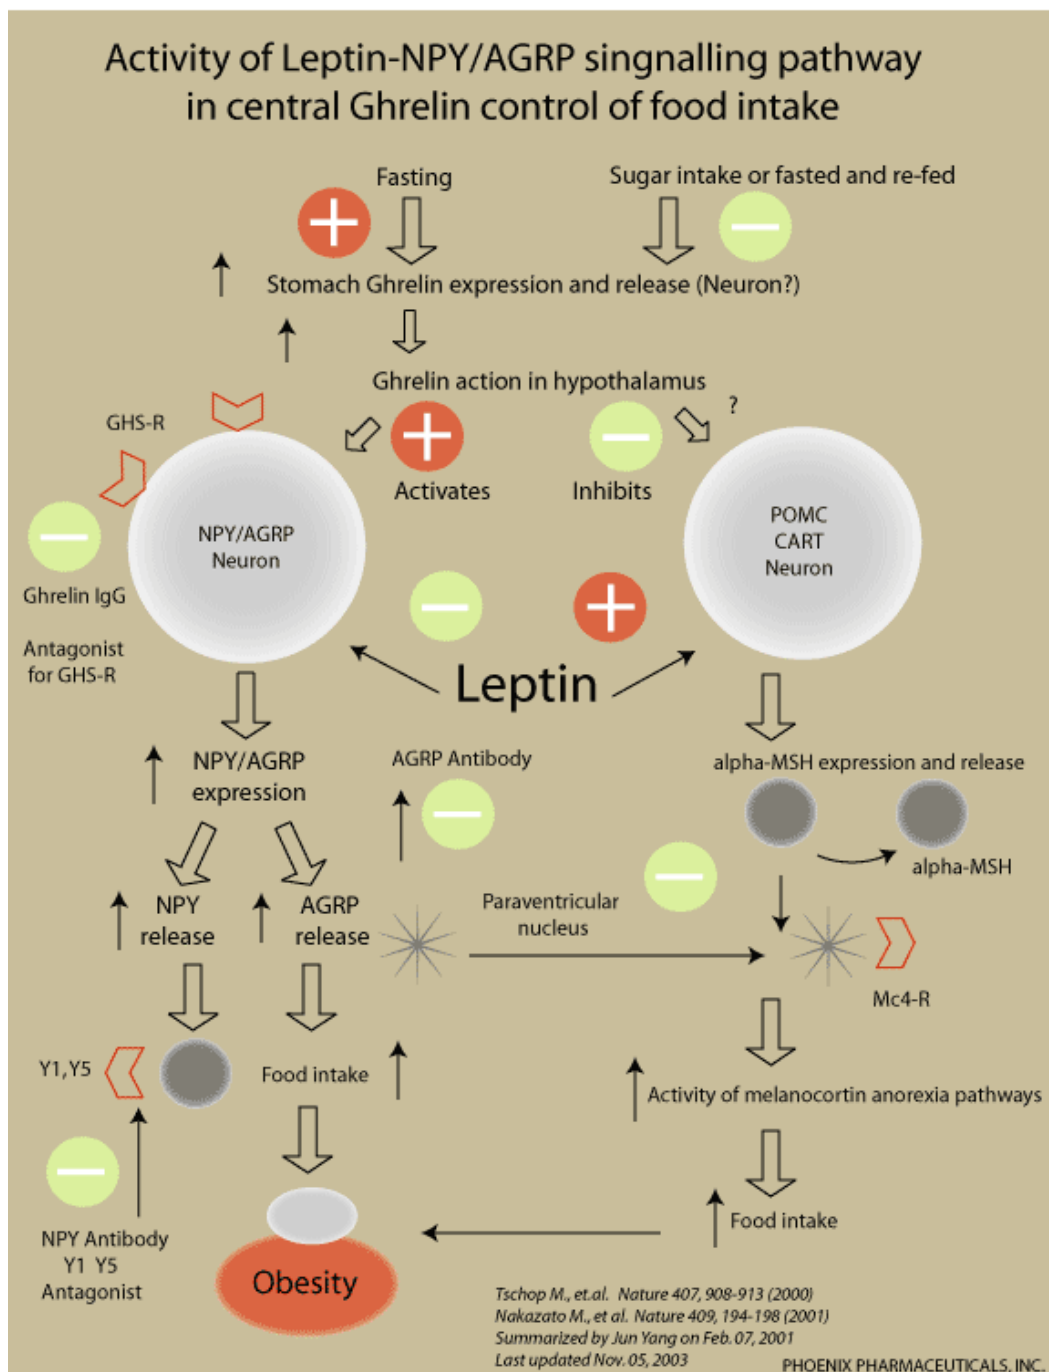 Activity of Leptin-NPY/AGRP singnalling pathway
in central Ghrelin control of food intake
Fasting
Sugar intake or fasted and re-fed
Stomach Ghrelin expression and release (Neuron?)
Ghrelin action in hypothalamus
?
GHS-R
Activates
Inhibits
NPY/AGRP
Neuron
POMC
CART
Neuron
Ghrelin IgG
Antagonist
for GHS-R
Leptin
NPY/AGRP
expression
AGRP Antibody
alpha-MSH expression and release
alpha-MSH
NPY
release
AGRP
release
Paraventricular
nucleus
Mc4-R
Y1,Y5
Food intake
Activity of melanocortin anorexia pathways
Food intake
NPY Antibody
Y1 Y5
Antagonist
Obesity
Tschop M., et.al. Nature 407, 908-913 (2000)
Nakazato M., et al. Nature 409, 194-198 (2001)
Summarized by Jun Yang on Feb. 07, 2001
Last updated Nov. 05, 2003
PHOENIX PHARMACEUTICALS, INC.